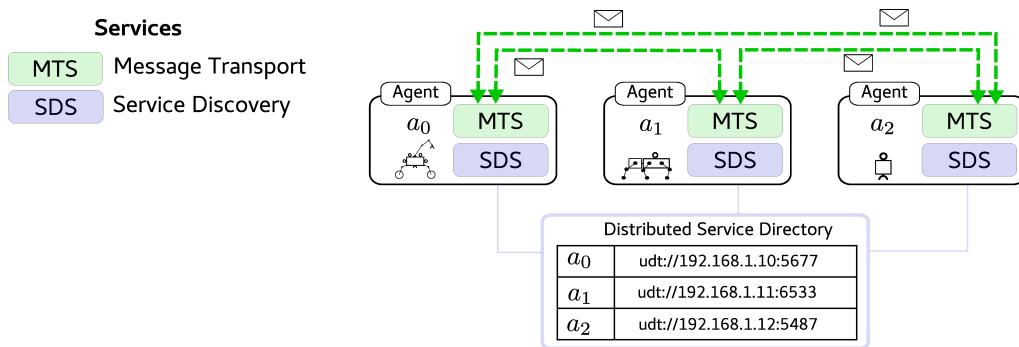 Services
MTS Message Transport
SDS Service Discovery
Agent
a0
MTS
SDS
Agent
a1
MTS
SDS
Agent
a2
MTS
SDS
Distributed Service Directory
a0 udt://192.168.1.10:5677
a1 udt://192.168.1.11:6533
a2 udt://192.168.1.12:5487